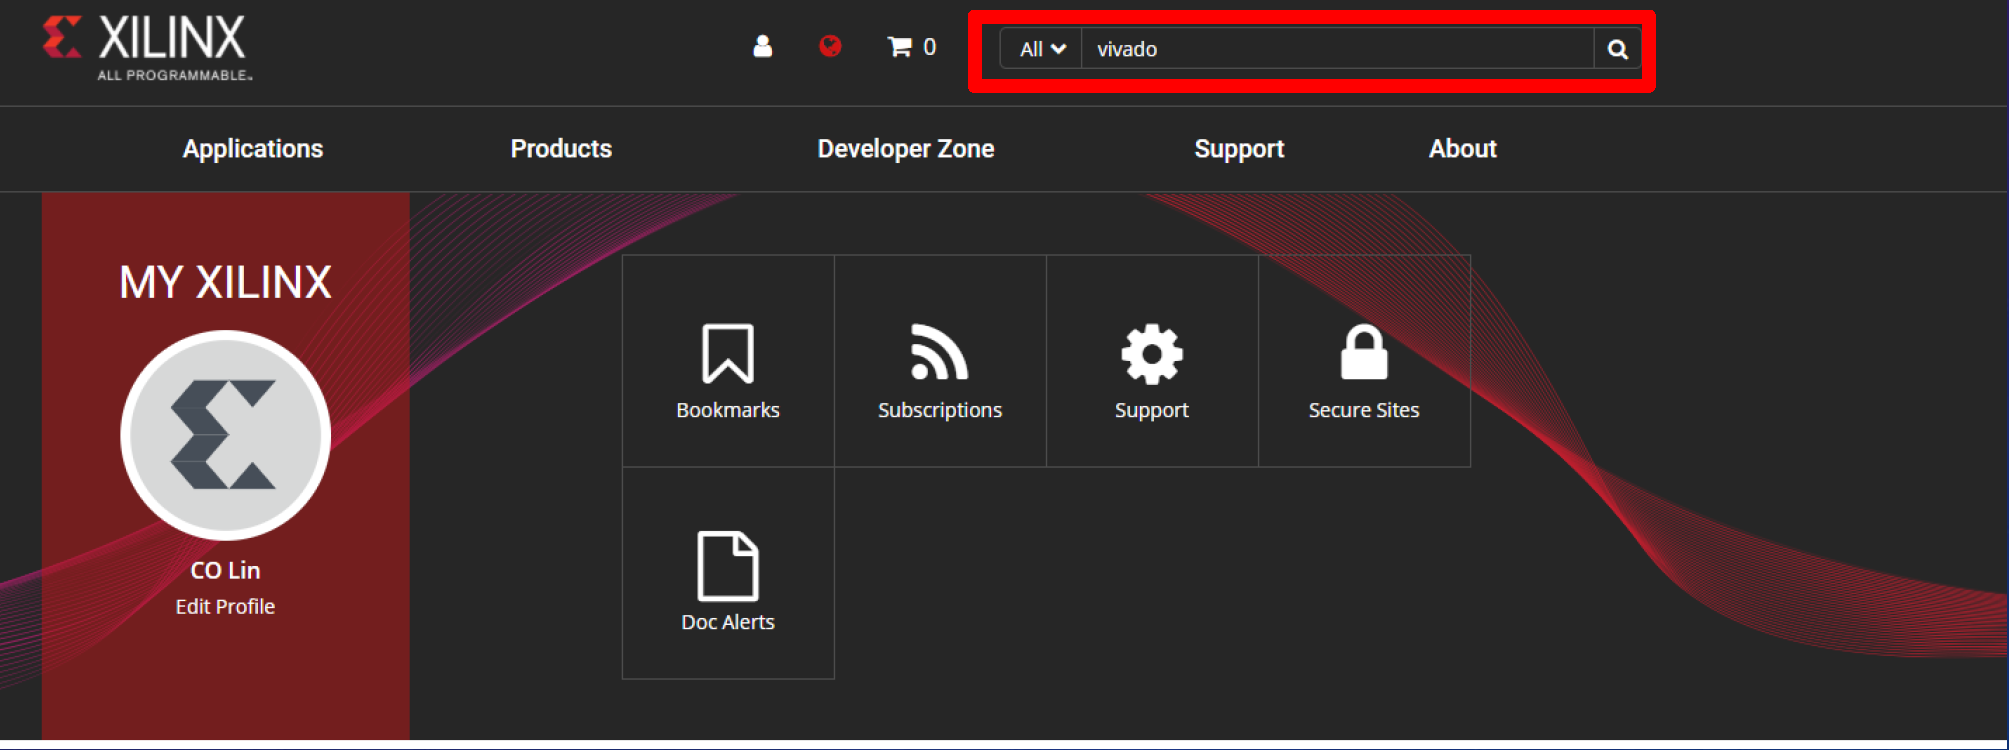 XILINX
ALL PROGRAMMABLE™
0
All
vivado
Applications
Products
Developer Zone
Support
About
MY XILINX
CO Lin
Edit Profile
Bookmarks
Subscriptions
Support
Secure Sites
Doc Alerts